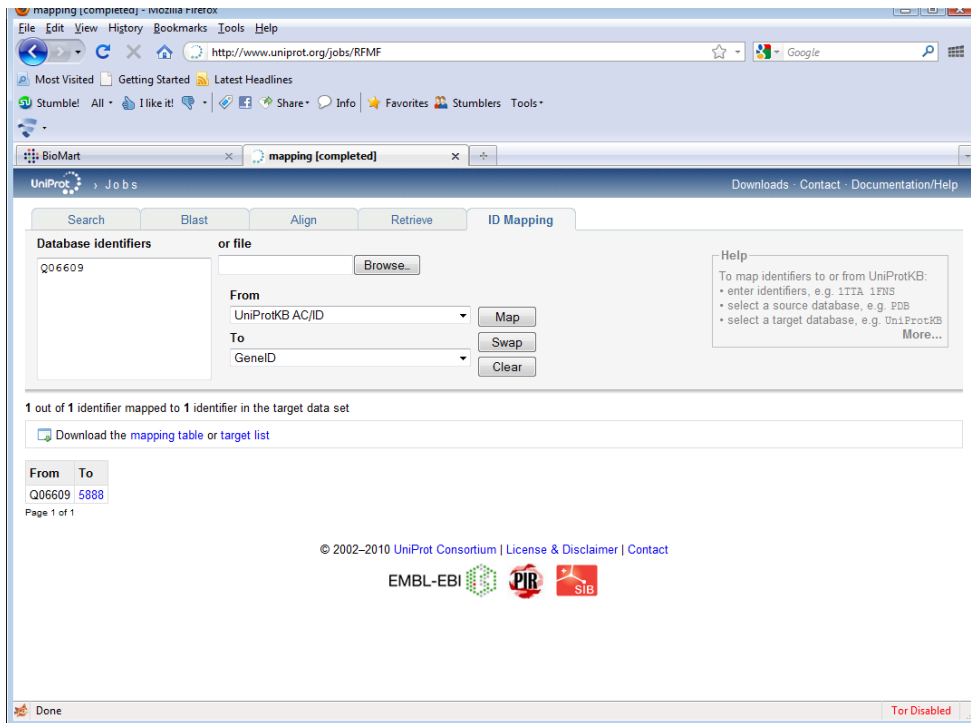 mapping [completed] - Mozilla Firefox
File Edit View History Bookmarks Tools Help
http://www.uniprot.org/jobs/RFMF Google
Most Visited Getting Started Latest Headlines
Stumble! All I like it! Share Info Favorites Stumblers Tools
BioMart mapping [completed]
UniProt › Jobs Downloads · Contact · Documentation/Help
Search Blast Align Retrieve ID Mapping
Database identifiers or file
Q06609
Browse…
From
UniProtKB AC/ID Map
To Swap
GeneID
Clear
Help
To map identifiers to or from UniProtKB:
• enter identifiers, e.g. 1TTA 1FNS
• select a source database, e.g. PDB
• select a target database, e.g. UniProtKB
More...
1 out of 1 identifier mapped to 1 identifier in the target data set
Download the mapping table or target list
From To
Q06609 5888
Page 1 of 1
© 2002–2010 UniProt Consortium | License & Disclaimer | Contact
EMBL-EBI PIR SIB
Done Tor Disabled